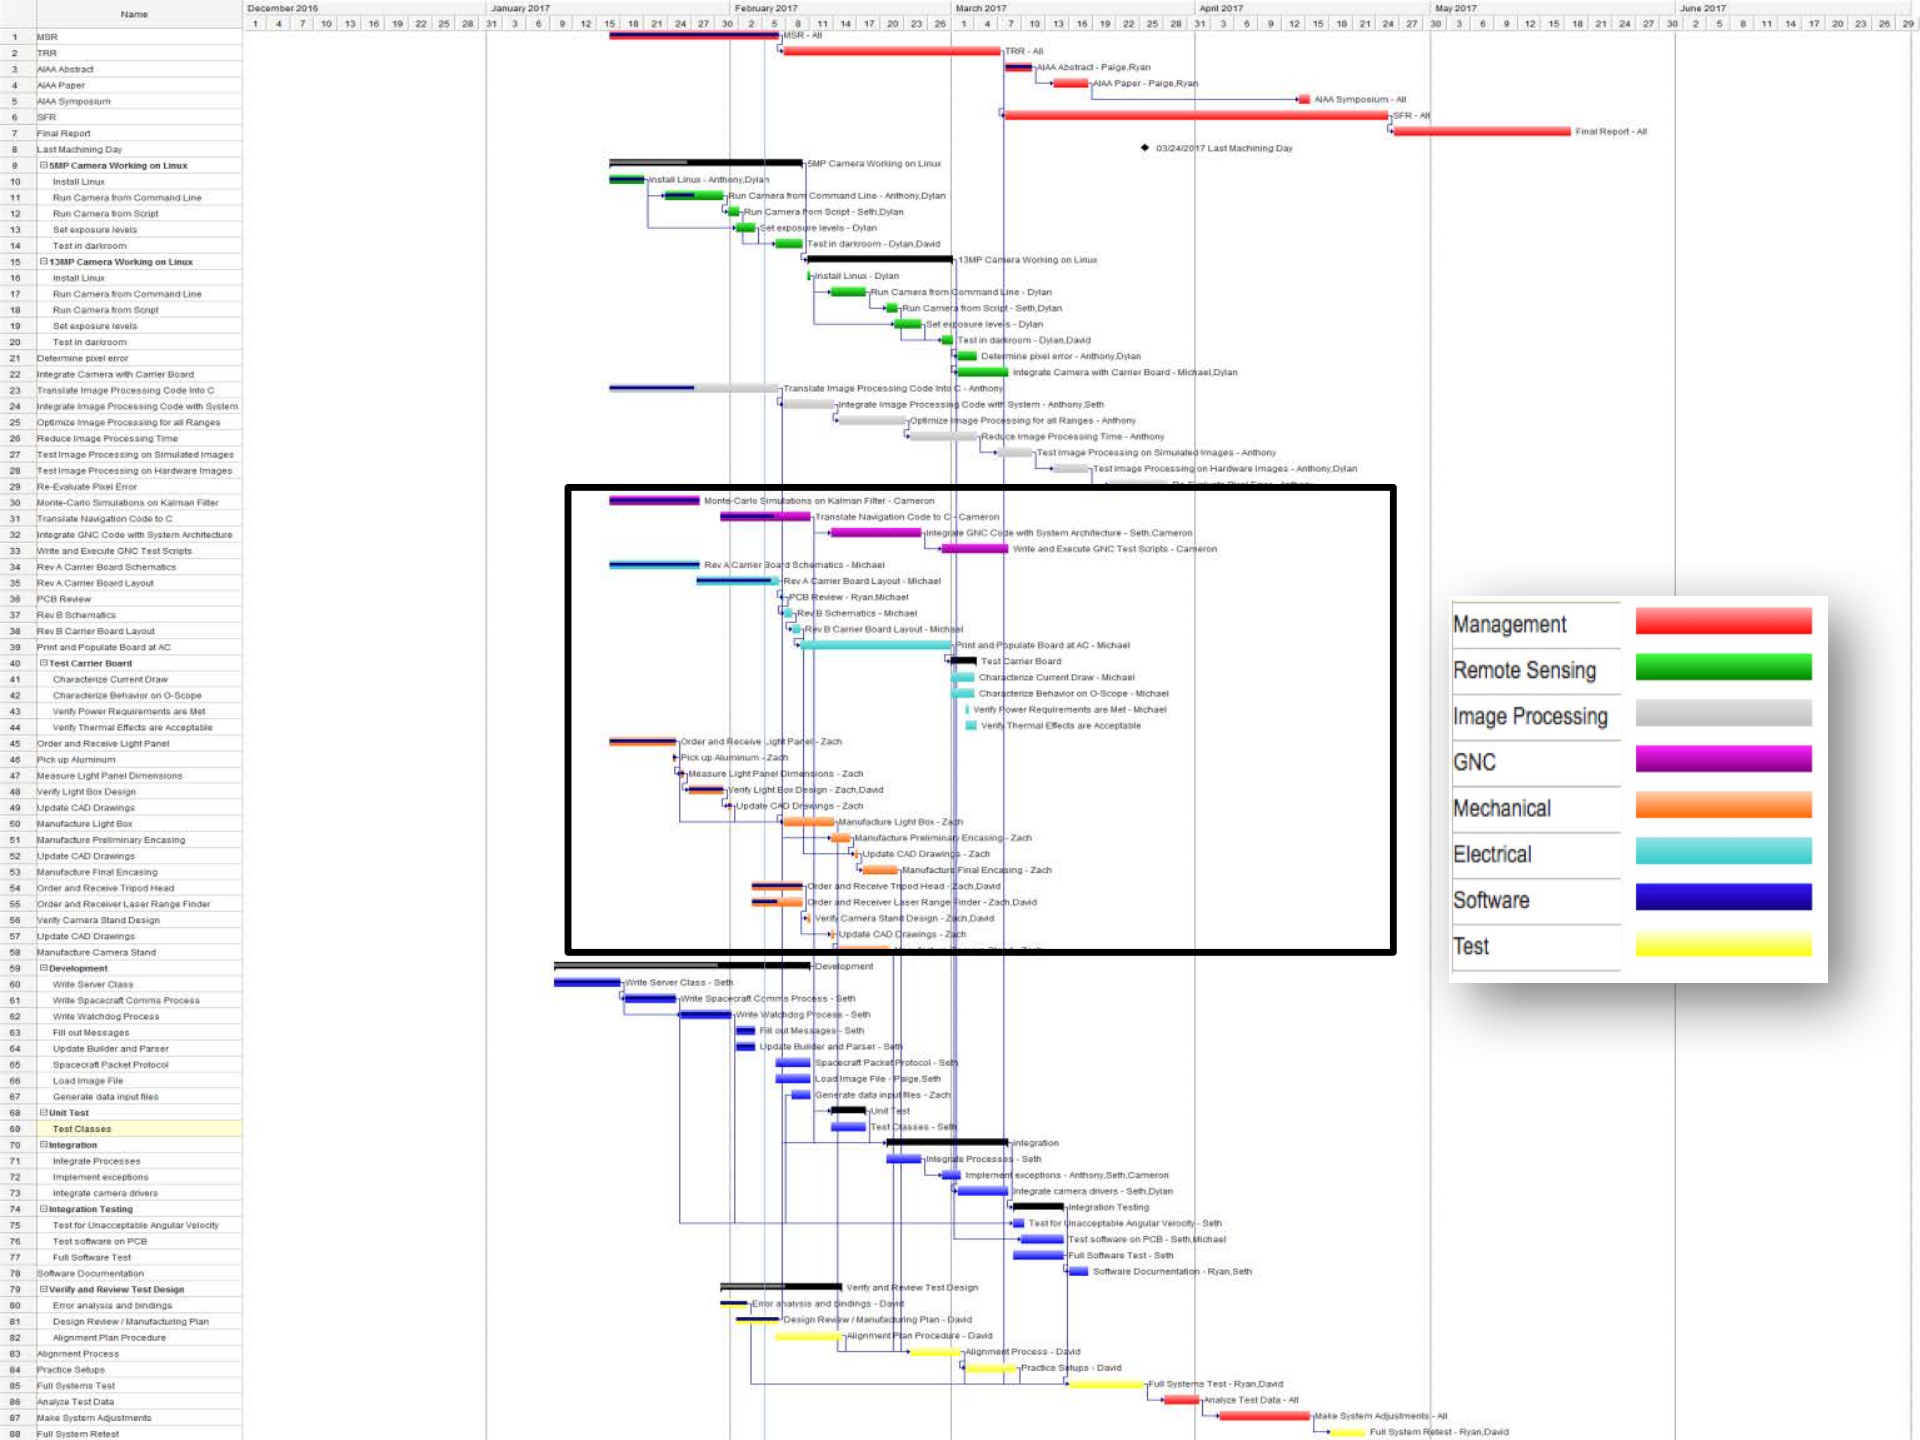 Name
December 2016
January 2017
February 2017
March 2017
April 2017
May 2017
June 2017
1 MSR
2 TRR
3 AIAA Abstract
4 AIAA Paper
5 AIAA Symposium
6 SFR
7 Final Report
8 Last Machining Day
9 5MP Camera Working on Linux
10 Install Linux
11 Run Camera from Command Line
12 Run Camera from Script
13 Set exposure levels
14 Test in darkroom
15 13MP Camera Working on Linux
16 Install Linux
17 Run Camera from Command Line
18 Run Camera from Script
19 Set exposure levels
20 Test in darkroom
21 Determine pixel error
22 Integrate Camera with Carrier Board
23 Translate Image Processing Code Into C
24 Integrate Image Processing Code with System
25 Optimize Image Processing for all Ranges
26 Reduce Image Processing Time
27 Test Image Processing on Simulated Images
28 Test Image Processing on Hardware Images
29 Re-Evaluate Pixel Error
30 Monte-Carlo Simulations on Kalman Filter
31 Translate Navigation Code to C
32 Integrate GNC Code with System Architecture
33 Write and Execute GNC Test Scripts
34 Rev A Carrier Board Schematics
35 Rev A Carrier Board Layout
36 PCB Review
37 Rev B Schematics
38 Rev B Carrier Board Layout
39 Print and Populate Board at AC
40 Test Carrier Board
41 Characterize Current Draw
42 Characterize Behavior on O-Scope
43 Verify Power Requirements are Met
44 Verify Thermal Effects are Acceptable
45 Order and Receive Light Panel
46 Pick up Aluminum
47 Measure Light Panel Dimensions
48 Verify Light Box Design
49 Update CAD Drawings
50 Manufacture Light Box
51 Manufacture Preliminary Encasing
52 Update CAD Drawings
53 Manufacture Final Encasing
54 Order and Receive Tripod Head
55 Order and Receiver Laser Range Finder
56 Verify Camera Stand Design
57 Update CAD Drawings
58 Manufacture Camera Stand
59 Development
60 Write Server Class
61 Write Spacecraft Comms Process
62 Write Watchdog Process
63 Fill out Messages
64 Update Builder and Parser
65 Spacecraft Packet Protocol
66 Load Image File
67 Generate data input files
68 Unit Test
69 Test Classes
70 Integration
71 Integrate Processes
72 Implement exceptions
73 Integrate camera drivers
74 Integration Testing
75 Test for Unacceptable Angular Velocity
76 Test software on PCB
77 Full Software Test
78 Software Documentation
79 Verify and Review Test Design
80 Error analysis and bindings
81 Design Review / Manufacturing Plan
82 Alignment Plan Procedure
83 Alignment Process
84 Practice Setups
85 Full Systems Test
86 Analyze Test Data
87 Make System Adjustments
88 Full System Retest
MSR - All
TRR - All
AIAA Abstract - Paige,Ryan
AIAA Paper - Paige,Ryan
AIAA Symposium - All
SFR - All
Final Report - All
03/24/2017 Last Machining Day
5MP Camera Working on Linux
Install Linux - Anthony,Dylan
Run Camera from Command Line - Anthony,Dylan
Run Camera from Script - Seth,Dylan
Set exposure levels - Dylan
Test in darkroom - Dylan,David
13MP Camera Working on Linux
Install Linux - Dylan
Run Camera from Command Line - Dylan
Run Camera from Script - Seth,Dylan
Set exposure levels - Dylan
Test in darkroom - Dylan,David
Determine pixel error - Anthony,Dylan
Integrate Camera with Carrier Board - Michael,Dylan
Translate Image Processing Code Into C - Anthony
Integrate Image Processing Code with System - Anthony,Seth
Optimize Image Processing for all Ranges - Anthony
Reduce Image Processing Time - Anthony
Test Image Processing on Simulated Images - Anthony
Test Image Processing on Hardware Images - Anthony,Dylan
Monte-Carlo Simulations on Kalman Filter - Cameron
Translate Navigation Code to C - Cameron
Integrate GNC Code with System Architecture - Seth,Cameron
Write and Execute GNC Test Scripts - Cameron
Rev A Carrier Board Schematics - Michael
Rev A Carrier Board Layout - Michael
PCB Review - Ryan,Michael
Rev B Schematics - Michael
Rev B Carrier Board Layout - Michael
Print and Populate Board at AC - Michael
Test Carrier Board
Characterize Current Draw - Michael
Characterize Behavior on O-Scope - Michael
Verify Power Requirements are Met - Michael
Verify Thermal Effects are Acceptable
Order and Receive Light Panel - Zach
Pick up Aluminum - Zach
Measure Light Panel Dimensions - Zach
Verify Light Box Design - Zach,David
Update CAD Drawings - Zach
Manufacture Light Box - Zach
Manufacture Preliminary Encasing - Zach
Update CAD Drawings - Zach
Manufacture Final Encasing - Zach
Order and Receive Tripod Head - Zach,David
Order and Receiver Laser Range Finder - Zach,David
Verify Camera Stand Design - Zach,David
Update CAD Drawings - Zach
Development
Write Server Class - Seth
Write Spacecraft Comms Process - Seth
Write Watchdog Process - Seth
Fill out Messages - Seth
Update Builder and Parser - Seth
Spacecraft Packet Protocol - Seth
Load Image File - Paige,Seth
Generate data input files - Zach
Unit Test
Test Classes - Seth
Integration
Integrate Processes - Seth
Implement exceptions - Anthony,Seth,Cameron
Integrate camera drivers - Seth,Dylan
Integration Testing
Test for Unacceptable Angular Velocity - Seth
Test software on PCB - Seth,Michael
Full Software Test - Seth
Software Documentation - Ryan,Seth
Verify and Review Test Design
Error analysis and bindings - David
Design Review / Manufacturing Plan - David
Alignment Plan Procedure - David
Alignment Process - David
Practice Setups - David
Full Systems Test - Ryan,David
Analyze Test Data - All
Make System Adjustments - All
Full System Retest - Ryan,David
Management
Remote Sensing
Image Processing
GNC
Mechanical
Electrical
Software
Test